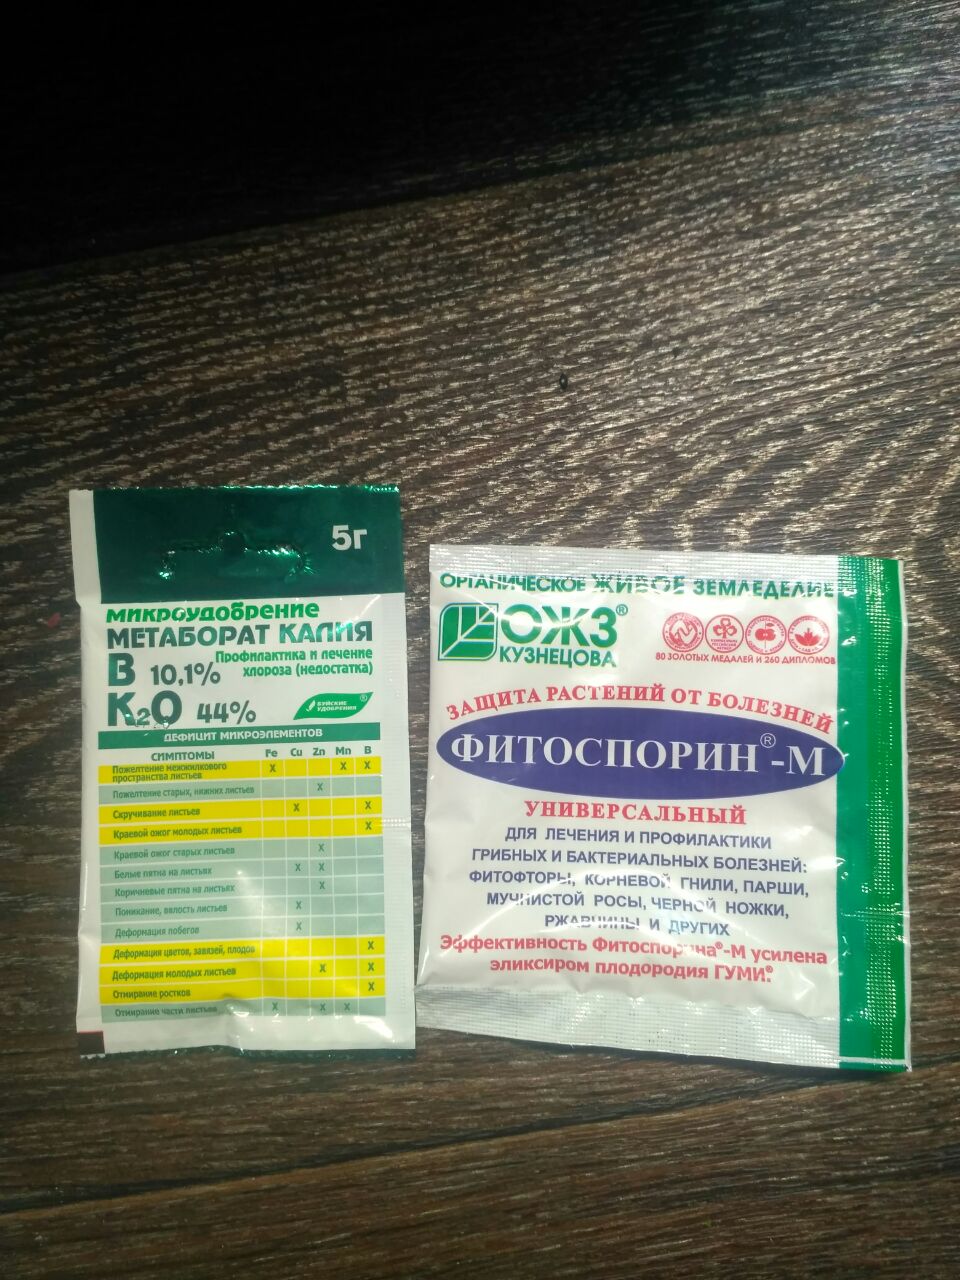 5г
микроудобрение
МЕТАБОРАТ КАЛИЯ
B 10,1%
Профилактика и лечение
хлороза (недостатка)
K₂O 44%
БУЙСКИЕ
УДОБРЕНИЯ ®
ДЕФИЦИТ МИКРОЭЛЕМЕНТОВ
СИМПТОМЫ Fe Cu Zn Mn B
Пожелтение межжилкового
пространства листьев X X X
Пожелтение старых, нижних листьев X
Скручивание листьев X X
Краевой ожог молодых листьев X
Краевой ожог старых листьев X
Белые пятна на листьях X X
Коричневые пятна на листьях X
Поникание, вялость листьев X
Деформация побегов X
Деформация цветов, завязей, плодов X
Деформация молодых листьев X X
Отмирание ростков X
Отмирание части листьев X X X
ОРГАНИЧЕСКОЕ ЖИВОЕ ЗЕМЛЕДЕЛИЕ
ОЖЗ®
КУЗНЕЦОВА
80 ЗОЛОТЫХ МЕДАЛЕЙ И 260 ДИПЛОМОВ
ЗАЩИТА РАСТЕНИЙ ОТ БОЛЕЗНЕЙ
ФИТОСПОРИН®-М
УНИВЕРСАЛЬНЫЙ
ДЛЯ ЛЕЧЕНИЯ И ПРОФИЛАКТИКИ
ГРИБНЫХ И БАКТЕРИАЛЬНЫХ БОЛЕЗНЕЙ:
ФИТОФТОРЫ, КОРНЕВОЙ ГНИЛИ, ПАРШИ,
МУЧНИСТОЙ РОСЫ, ЧЕРНОЙ НОЖКИ,
РЖАВЧИНЫ И ДРУГИХ
Эффективность Фитоспорина®-М усилена
эликсиром плодородия ГУМИ®